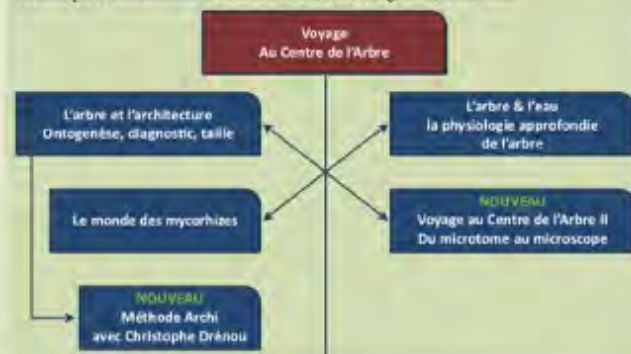 Voyage
Au Centre de l'Arbre
L'arbre et l'architecture
Ontogenèse, diagnostic, taille
L'arbre & l'eau
la physiologie approfondie
de l'arbre
Le monde des mycorhizes
NOUVEAU
Voyage au Centre de l'Arbre II
Du microtome au microscope
NOUVEAU
Méthode Archi
avec Christophe Drénou